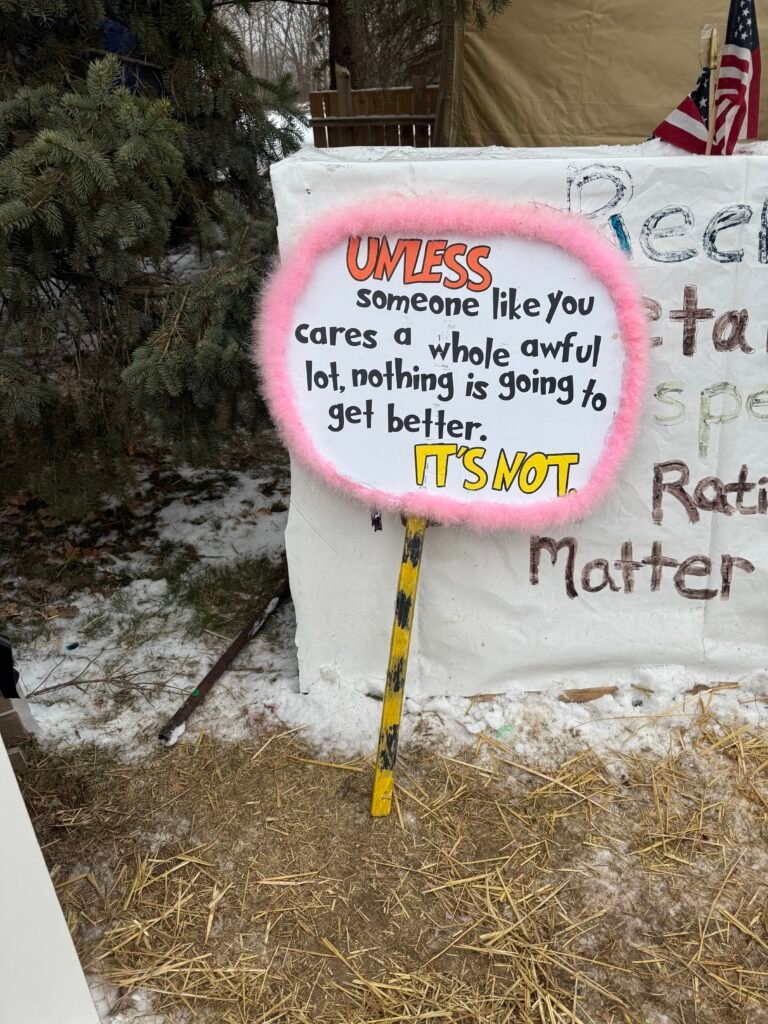 UNLESS
someone like you
cares a whole awful
lot, nothing is going to
get better.
IT'S NOT.
Matter